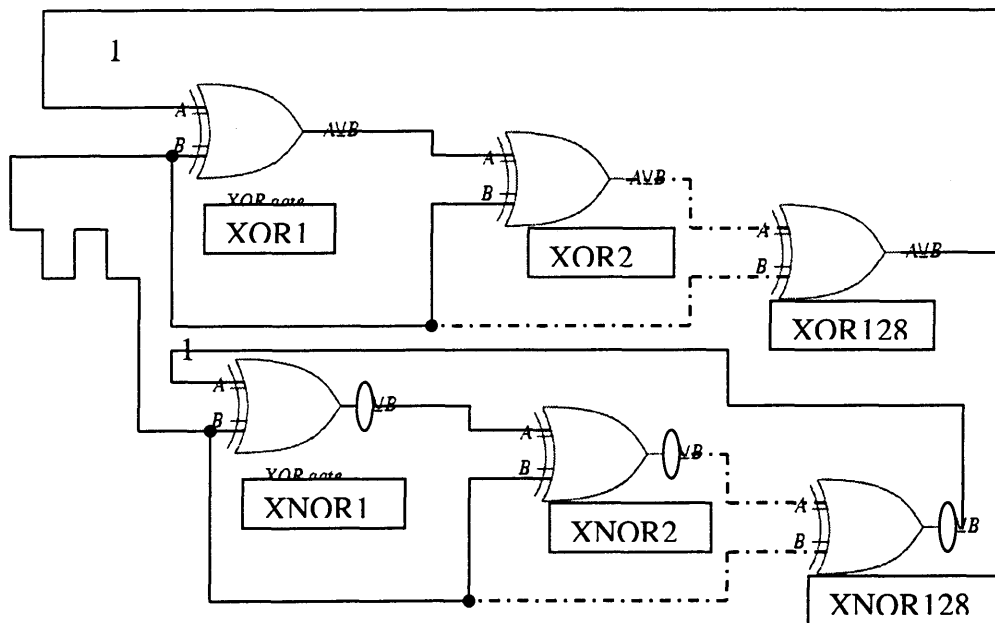 1
A
B
A⊻B
XOR gate
XOR1
A
B
A⊻B
XOR2
A
B
A⊻B
XOR128
1
A
B
⊻B
XOR gate
XNOR1
A
B
⊻B
XNOR2
A
B
⊻B
XNOR128